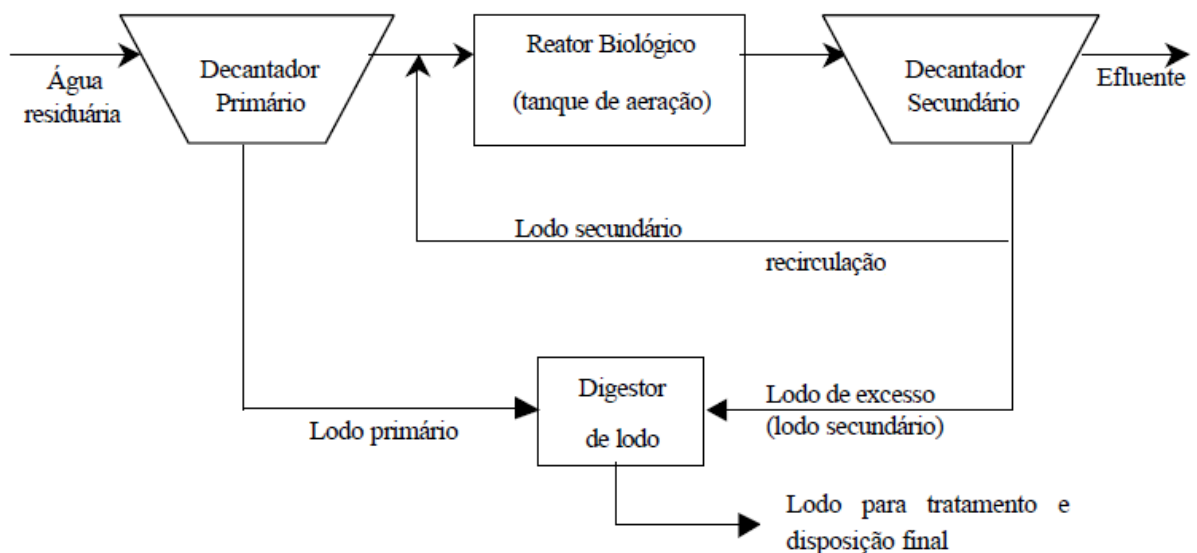 Água
residuária
Decantador
Primário
Reator Biológico
(tanque de aeração)
Decantador
Secundário
Efluente
Lodo secundário
recirculação
Lodo primário
Digestor
de lodo
Lodo de excesso
(lodo secundário)
Lodo para tratamento e
disposição final